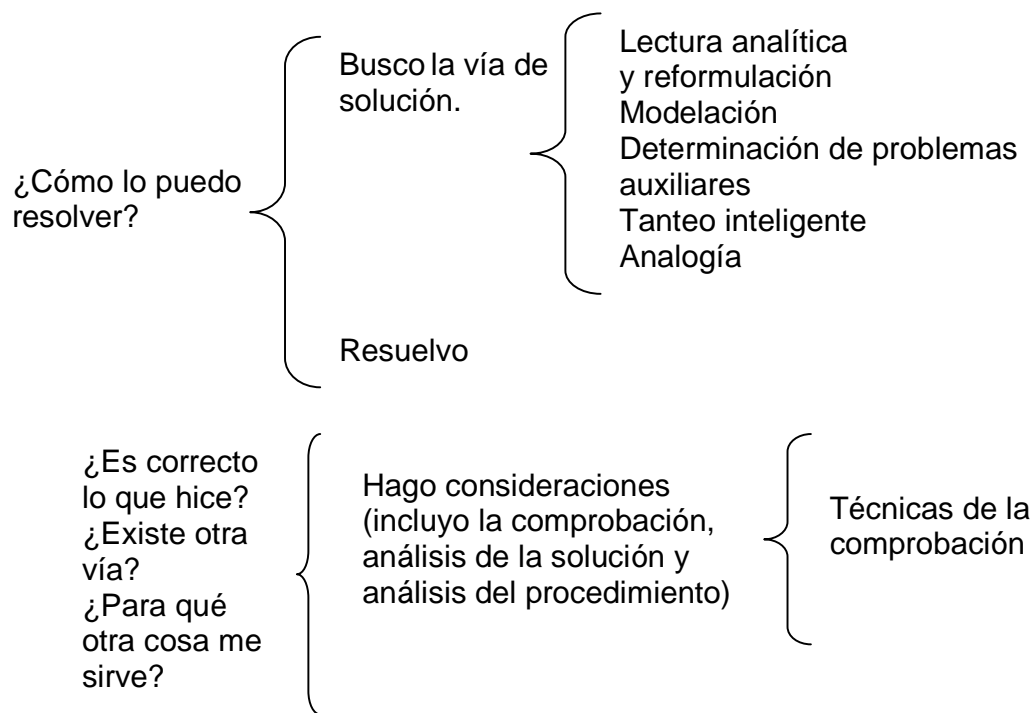 ¿Cómo lo puedo
resolver?
Busco la vía de
solución.
Lectura analítica
y reformulación
Modelación
Determinación de problemas
auxiliares
Tanteo inteligente
Analogía
Resuelvo
¿Es correcto
lo que hice?
¿Existe otra
vía?
¿Para qué
otra cosa me
sirve?
Hago consideraciones
(incluyo la comprobación,
análisis de la solución y
análisis del procedimiento)
Técnicas de la
comprobación